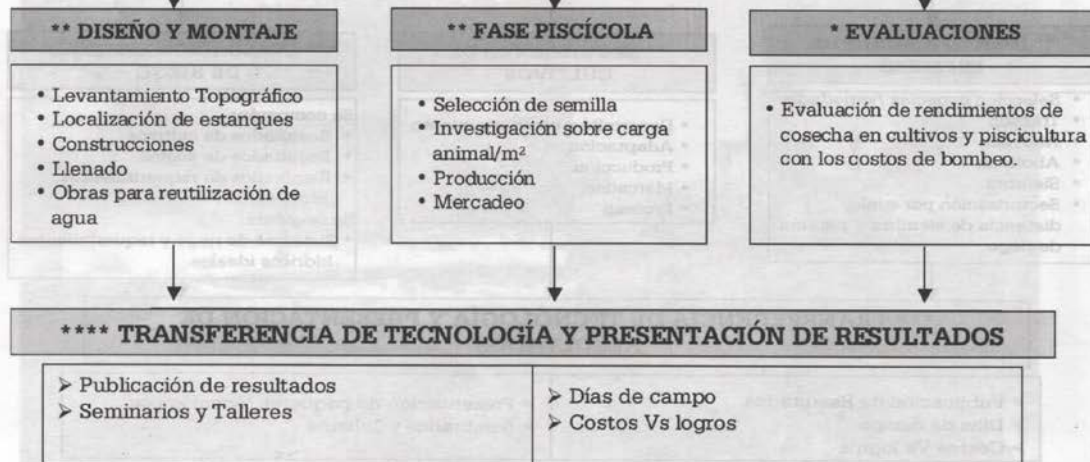 ** DISEÑO Y MONTAJE
• Levantamiento Topográfico
• Localización de estanques
• Construcciones
• Llenado
• Obras para reutilización de
agua
** FASE PISCÍCOLA
• Selección de semilla
• Investigación sobre carga
animal/m²
• Producción
• Mercadeo
* EVALUACIONES
• Evaluación de rendimientos de
cosecha en cultivos y piscicultura
con los costos de bombeo.
**** TRANSFERENCIA DE TECNOLOGÍA Y PRESENTACIÓN DE RESULTADOS
➢ Publicación de resultados
➢ Seminarios y Talleres
➢ Días de campo
➢ Costos Vs logros